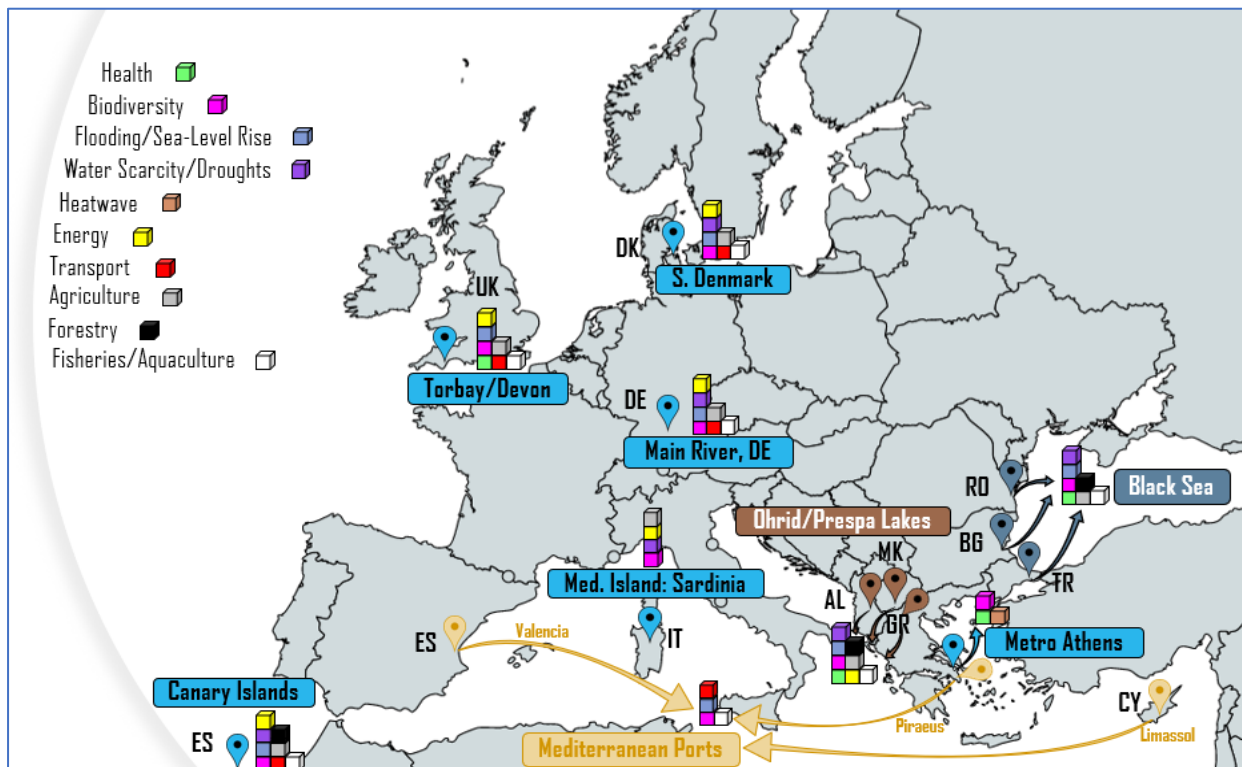 Health
Biodiversity
Flooding/Sea-Level Rise
Water Scarcity/Droughts
Heatwave
Energy
Transport
Agriculture
Forestry
Fisheries/Aquaculture
DK
S. Denmark
UK
Torbay/Devon
DE
Main River, DE
RO
Black Sea
Ohrid/Prespa Lakes
BG
MK
TR
Med. Island: Sardinia
AL
GR
ES
Valencia
IT
Metro Athens
Canary Islands
ES
CY
Piraeus
Limassol
Mediterranean Ports